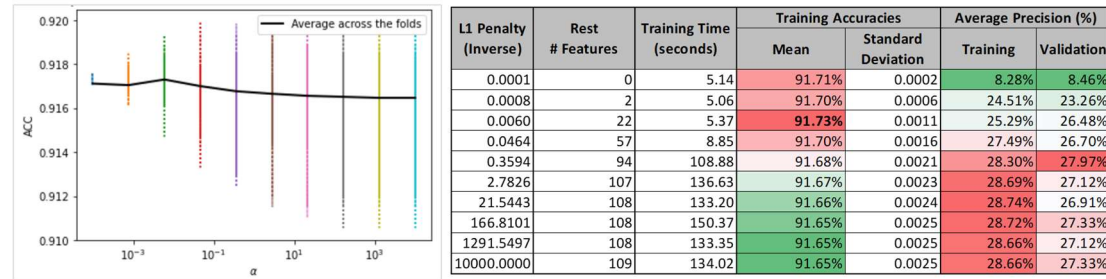 0.920
0.918
0.916
0.914
0.912
0.910
ACC
Average across the folds
10⁻³ 10⁻¹ 10¹ 10³
α
L1 Penalty (Inverse) Rest # Features Training Time (seconds) Training Accuracies Average Precision (%)
Mean Standard Deviation Training Validation
0.0001 0 5.14 91.71% 0.0002 8.28% 8.46%
0.0008 2 5.06 91.70% 0.0006 24.51% 23.26%
0.0060 22 5.37 91.73% 0.0011 25.29% 26.48%
0.0464 57 8.85 91.70% 0.0016 27.49% 26.70%
0.3594 94 108.88 91.68% 0.0021 28.30% 27.97%
2.7826 107 136.63 91.67% 0.0023 28.69% 27.12%
21.5443 108 133.20 91.66% 0.0024 28.74% 26.91%
166.8101 108 150.37 91.65% 0.0025 28.72% 27.33%
1291.5497 108 133.35 91.65% 0.0025 28.66% 27.12%
10000.0000 109 134.02 91.65% 0.0025 28.66% 27.33%